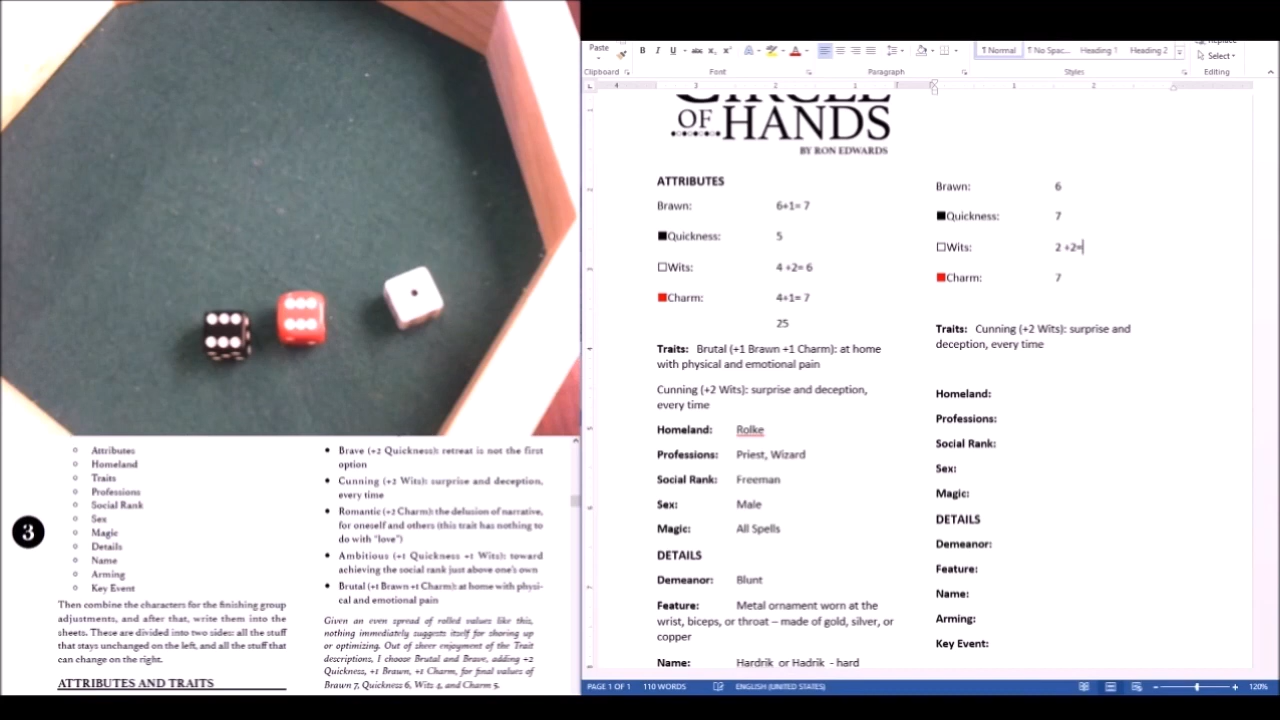 Attributes
Homeland
Traits
Professions
Social Rank
Sex
Magic
Details
Name
Arming
Key Event
3
Then combine the characters for the finishing group
adjustments, and after that, write them into the
sheets. These are divided into two sides: all the stuff
that stays unchanged on the left, and all the stuff that
can change on the right.
ATTRIBUTES AND TRAITS
• Brave (+2 Quickness): retreat is not the first
option
• Cunning (+2 Wits): surprise and deception,
every time
• Romantic (+2 Charm): the delusion of narrative,
for oneself and others (this trait has nothing to
do with "love")
• Ambitious (+1 Quickness +1 Wits): toward
achieving the social rank just above one's own
• Brutal (+1 Brawn +1 Charm): at home with physi-
cal and emotional pain
Given an even spread of rolled values like this,
nothing immediately suggests itself for shoring up
or optimizing. Out of sheer enjoyment of the Trait
descriptions, I choose Brutal and Brave, adding +2
Quickness, +1 Brawn, +1 Charm, for final values of
Brawn 7, Quickness 6, Wits 4, and Charm 5.
Paste
B I U abc x₂ x²
¶ Normal ¶ No Spac... Heading 1 Heading 2
Select
Clipboard Font Paragraph Styles Editing
4 3 2 1 1 2
CIRCLE
OF HANDS
BY RON EDWARDS
ATTRIBUTES
Brawn: 6+1= 7
Quickness: 5
Wits: 4 +2= 6
Charm: 4+1= 7
25
Traits: Brutal (+1 Brawn +1 Charm): at home
with physical and emotional pain
Cunning (+2 Wits): surprise and deception,
every time
Homeland: Rolke
Professions: Priest, Wizard
Social Rank: Freeman
Sex: Male
Magic: All Spells
DETAILS
Demeanor: Blunt
Feature: Metal ornament worn at the
wrist, biceps, or throat – made of gold, silver, or
copper
Name: Hardrik or Hadrik - hard
Brawn: 6
Quickness: 7
Wits: 2 +2=
Charm: 7
Traits: Cunning (+2 Wits): surprise and
deception, every time
Homeland:
Professions:
Social Rank:
Sex:
Magic:
DETAILS
Demeanor:
Feature:
Name:
Arming:
Key Event:
PAGE 1 OF 1 110 WORDS ENGLISH (UNITED STATES) 120%